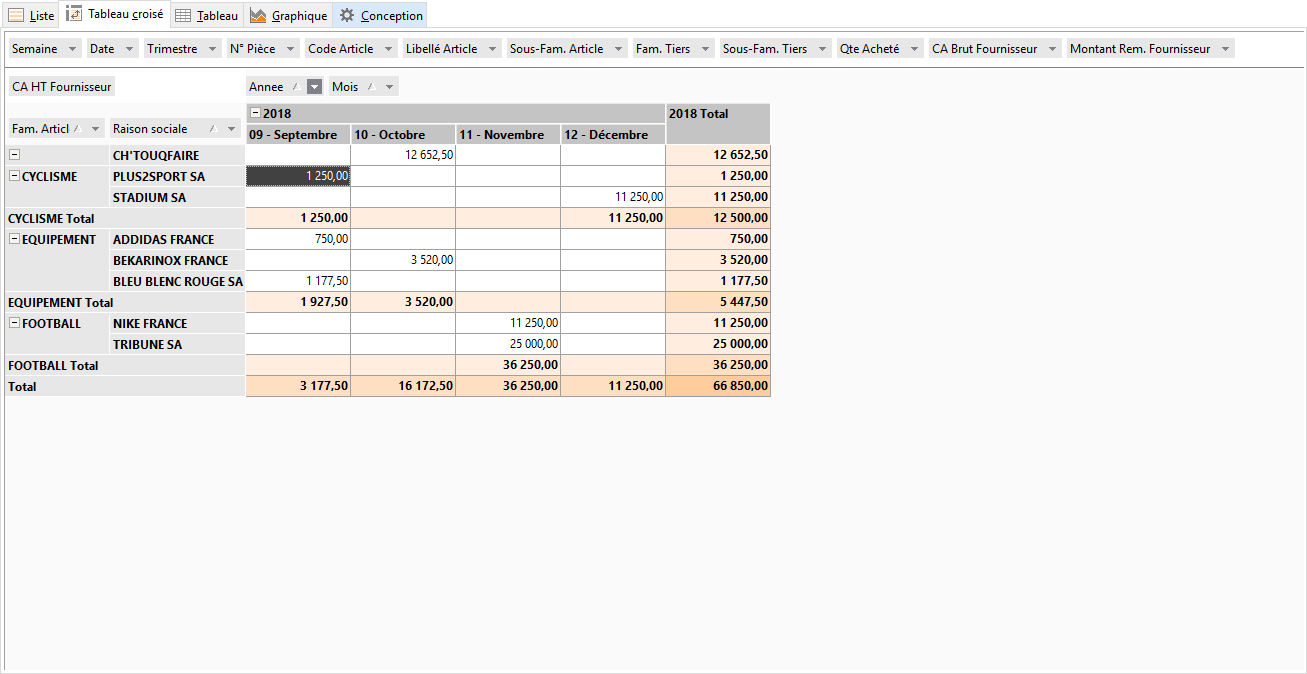 Liste Tableau croisé Tableau Graphique Conception
Semaine Date Trimestre N° Pièce Code Article Libellé Article Sous-Fam. Article Fam. Tiers Sous-Fam. Tiers Qte Acheté CA Brut Fournisseur Montant Rem. Fournisseur
CA HT Fournisseur Annee Mois
2018 2018 Total
Fam. Articl Raison sociale 09 - Septembre 10 - Octobre 11 - Novembre 12 - Décembre
CH'TOUQFAIRE 12 652,50 12 652,50
CYCLISME PLUS2SPORT SA 1 250,00 1 250,00
STADIUM SA 11 250,00 11 250,00
CYCLISME Total 1 250,00 11 250,00 12 500,00
EQUIPEMENT ADDIDAS FRANCE 750,00 750,00
BEKARINOX FRANCE 3 520,00 3 520,00
BLEU BLENC ROUGE SA 1 177,50 1 177,50
EQUIPEMENT Total 1 927,50 3 520,00 5 447,50
FOOTBALL NIKE FRANCE 11 250,00 11 250,00
TRIBUNE SA 25 000,00 25 000,00
FOOTBALL Total 36 250,00 36 250,00
Total 3 177,50 16 172,50 36 250,00 11 250,00 66 850,00